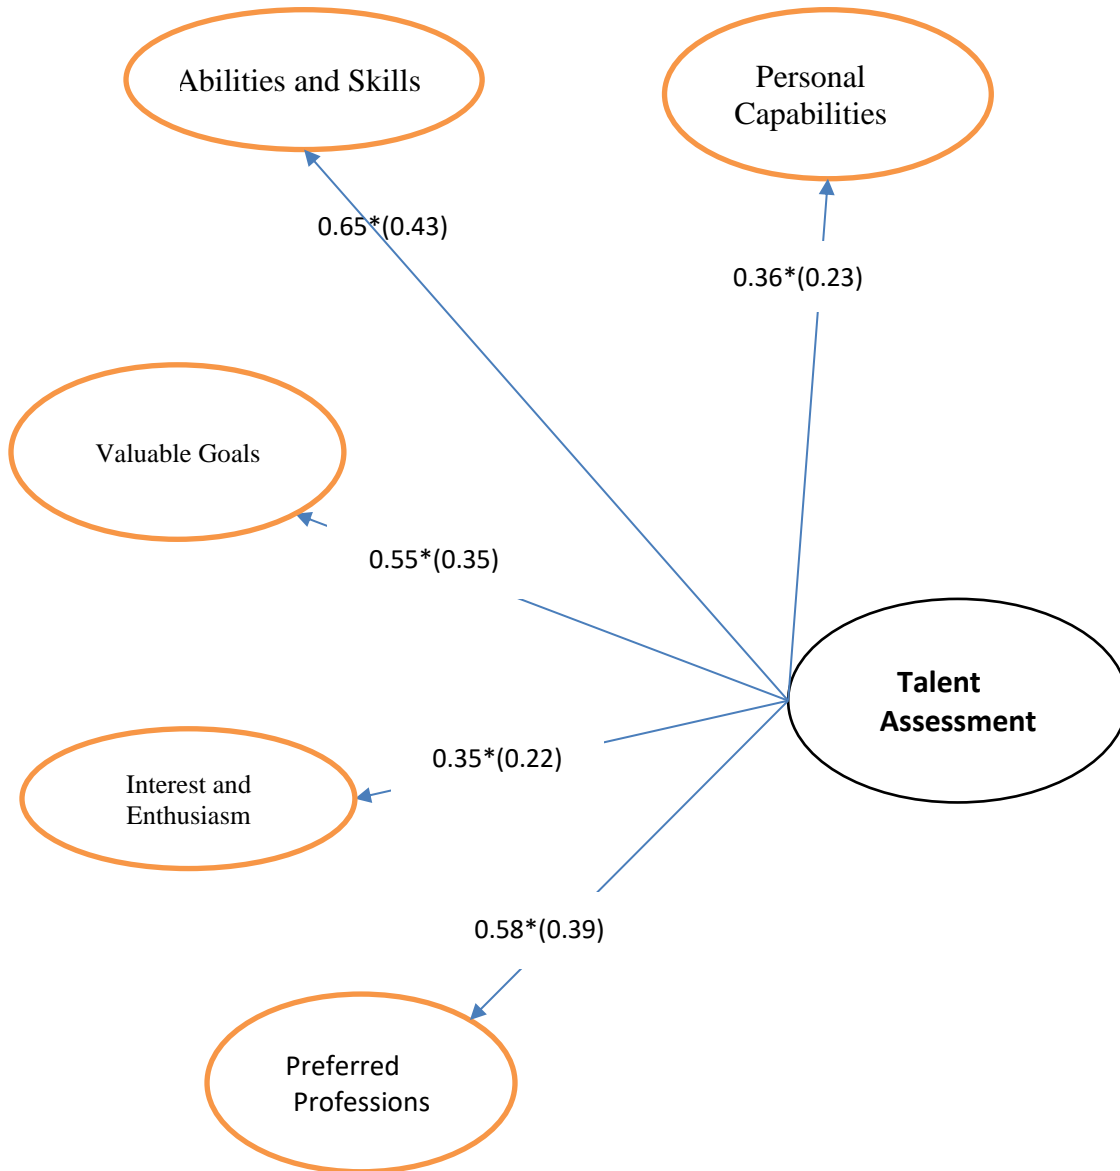 Abilities and Skills
Personal
Capabilities
0.65*(0.43)
0.36*(0.23)
Valuable Goals
0.55*(0.35)
Talent
Assessment
0.35*(0.22)
Interest and
Enthusiasm
0.58*(0.39)
Preferred
Professions